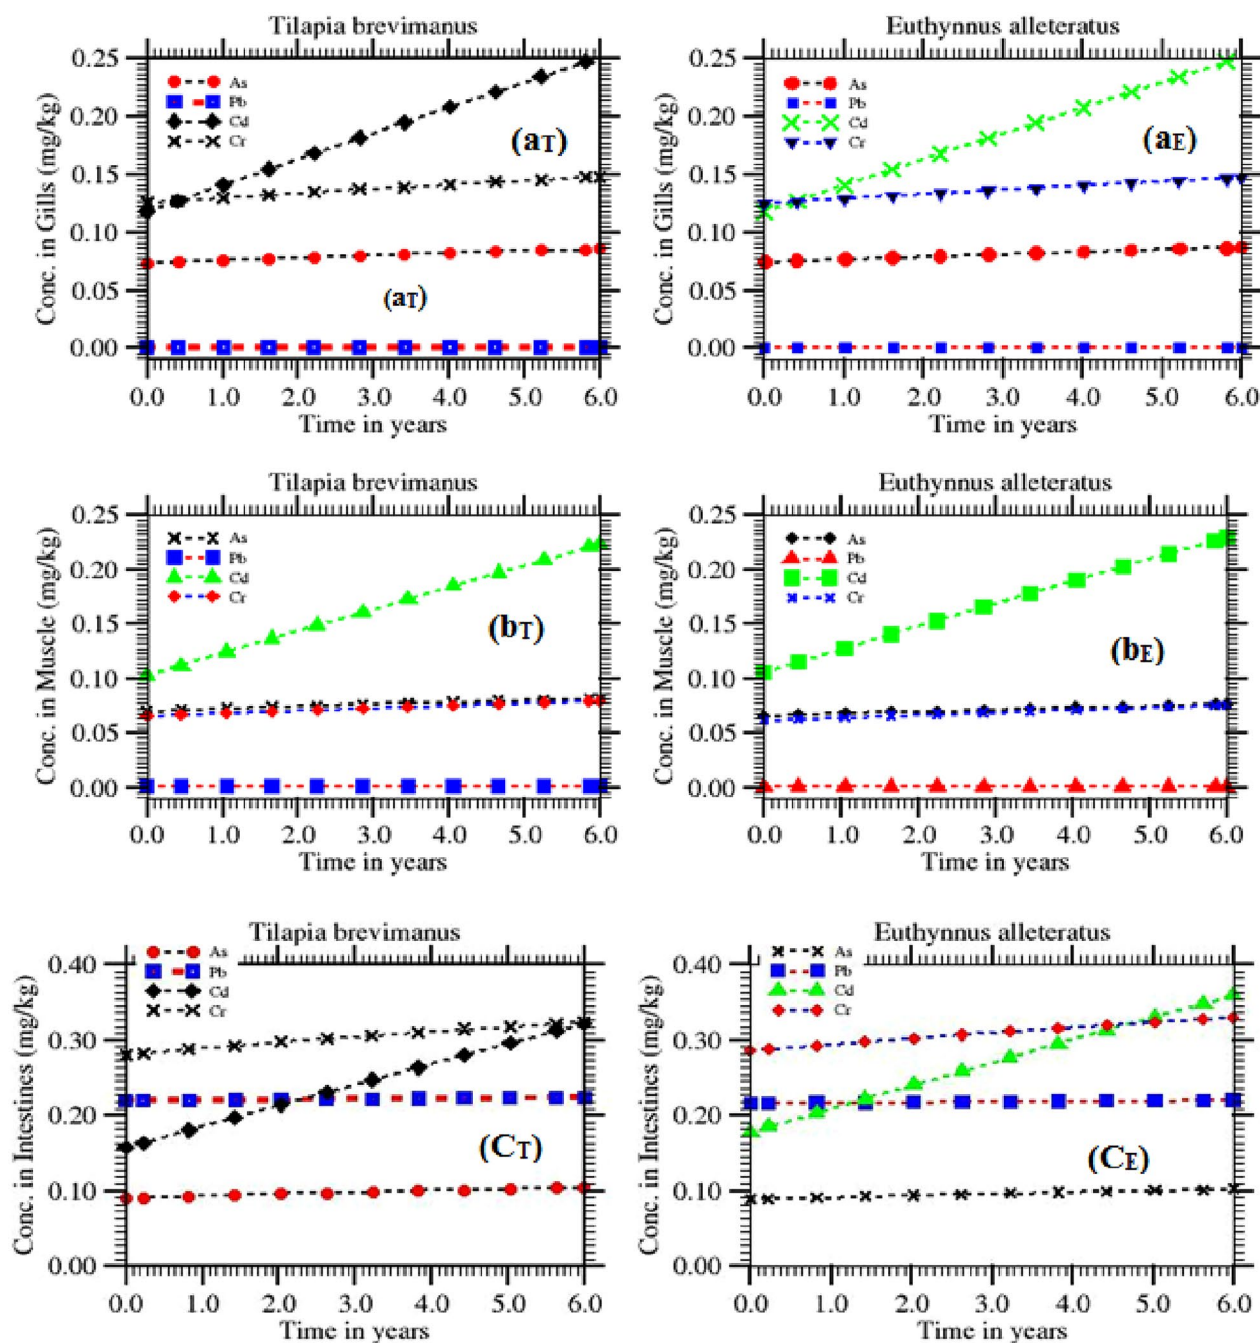 Tilapia brevimanus
Conc. in Gills (mg/kg)
0.25
0.20
0.15
0.10
0.05
0.00
As
Pb
Cd
Cr
(aT)
(aT)
0.0 1.0 2.0 3.0 4.0 5.0 6.0
Time in years
Euthynnus alleteratus
Conc. in Gills (mg/kg)
0.25
0.20
0.15
0.10
0.05
0.00
As
Pb
Cd
Cr
(aE)
0.0 1.0 2.0 3.0 4.0 5.0 6.0
Time in years
Tilapia brevimanus
Conc. in Muscle (mg/kg)
0.25
0.20
0.15
0.10
0.05
0.00
As
Pb
Cd
Cr
(bT)
0.0 1.0 2.0 3.0 4.0 5.0 6.0
Time in years
Euthynnus alleteratus
Conc. in Muscle (mg/kg)
0.25
0.20
0.15
0.10
0.05
0.00
As
Pb
Cd
Cr
(bE)
0.0 1.0 2.0 3.0 4.0 5.0 6.0
Time in years
Tilapia brevimanus
Conc. in Intestines (mg/kg)
0.40
0.30
0.20
0.10
0.00
As
Pb
Cd
Cr
(CT)
0.0 1.0 2.0 3.0 4.0 5.0 6.0
Time in years
Euthynnus alleteratus
Conc. in Intestines (mg/kg)
0.40
0.30
0.20
0.10
0.00
As
Pb
Cd
Cr
(CE)
0.0 1.0 2.0 3.0 4.0 5.0 6.0
Time in years